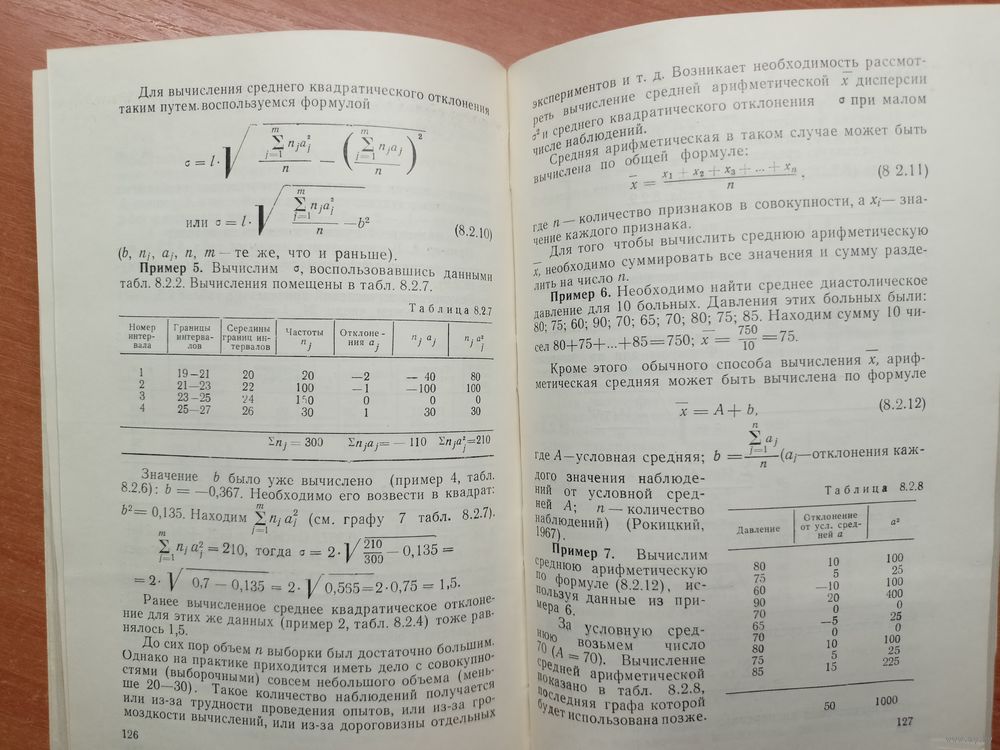 Для вычисления среднего квадратического отклонения
таким путем воспользуемся формулой
σ = l · √( Σ(j=1..m) n_j a_j² / n − ( Σ(j=1..m) n_j a_j / n )² )
или σ = l · √( Σ(j=1..m) n_j a_j² / n − b² )
(8.2.10)
(b, n_j, a_j, n, m — те же, что и раньше).
Пример 5. Вычислим σ, воспользовавшись данными
табл. 8.2.2. Вычисления помещены в табл. 8.2.7.
Таблица 8.2.7
Номер интер- вала | Границы интерва- лов | Середины границ ин- тервалов | Частоты n_j | Отклоне- ния a_j | n_j a_j | n_j a_j²
1 19—21 20 20 —2 — 40 80
2 21—23 22 100 —1 —100 100
3 23—25 24 150 0 0 0
4 25—27 26 30 1 30 30
Σn_j = 300 Σn_j a_j = — 110 Σn_j a_j² = 210
Значение b было уже вычислено (пример 4, табл.
8.2.6): b = —0,367. Необходимо его возвести в квадрат:
b² = 0,135. Находим Σ(j=1..m) n_j a_j² (см. графу 7 табл. 8.2.7).
Σ(j=1..m) n_j a_j² = 210, тогда σ = 2 · √( 210/300 — 0,135 ) =
= 2 · √( 0,7 — 0,135 ) = 2 · √( 0,565 ) = 2 · 0,75 = 1,5.
Ранее вычисленное среднее квадратическое отклоне-
ние для этих же данных (пример 2, табл. 8.2.4) тоже рав-
нялось 1,5.
До сих пор объем n выборки был достаточно большим.
Однако на практике приходится иметь дело с совокупно-
стями (выборочными) совсем небольшого объема (мень-
ше 20—30). Такое количество наблюдений получается
или из-за трудности проведения опытов, или из-за гро-
моздкости вычислений, или из-за дороговизны отдельных
126
экспериментов и т. д. Возникает необходимость рассмот-
реть вычисление средней арифметической x̄ дисперсии
σ² и среднего квадратического отклонения σ при малом
числе наблюдений.
Средняя арифметическая в таком случае может быть
вычислена по общей формуле:
x̄ = (x₁ + x₂ + x₃ + ... + xₙ) / n , (8 2.11)
где n — количество признаков в совокупности, а x_i — зна-
чение каждого признака.
Для того чтобы вычислить среднюю арифметическую
x̄, необходимо суммировать все значения и сумму разде-
лить на число n.
Пример 6. Необходимо найти среднее диастолическое
давление для 10 больных. Давления этих больных были:
80; 75; 60; 90; 70; 65; 70; 80; 75; 85. Находим сумму 10 чи-
сел 80+75+...+85=750; x̄ = 750/10 = 75.
Кроме этого обычного способа вычисления x̄, ариф-
метическая средняя может быть вычислена по формуле
x̄ = A + b, (8.2.12)
где A—условная средняя; b = Σ(j=1..n) a_j / n (a_j—отклонения каж-
дого значения наблюде-
ний от условной сред-
ней A; n — количество
наблюдений) (Рокицкий,
1967).
Пример 7. Вычислим
среднюю арифметическую
по формуле (8.2.12), ис-
пользуя данные из при-
мера 6.
За условную сред-
нюю возьмем число
70 (A = 70). Вычисление
средней арифметической
показано в табл. 8.2.8,
последняя графа которой
будет использована позже.
Таблица 8.2.8
Давление | Отклонение от усл. сред- ней a | a²
80 10 100
75 5 25
60 —10 100
90 20 400
70 0 0
65 —5 25
70 0 0
80 10 100
75 5 25
85 15 225
50 1000
127